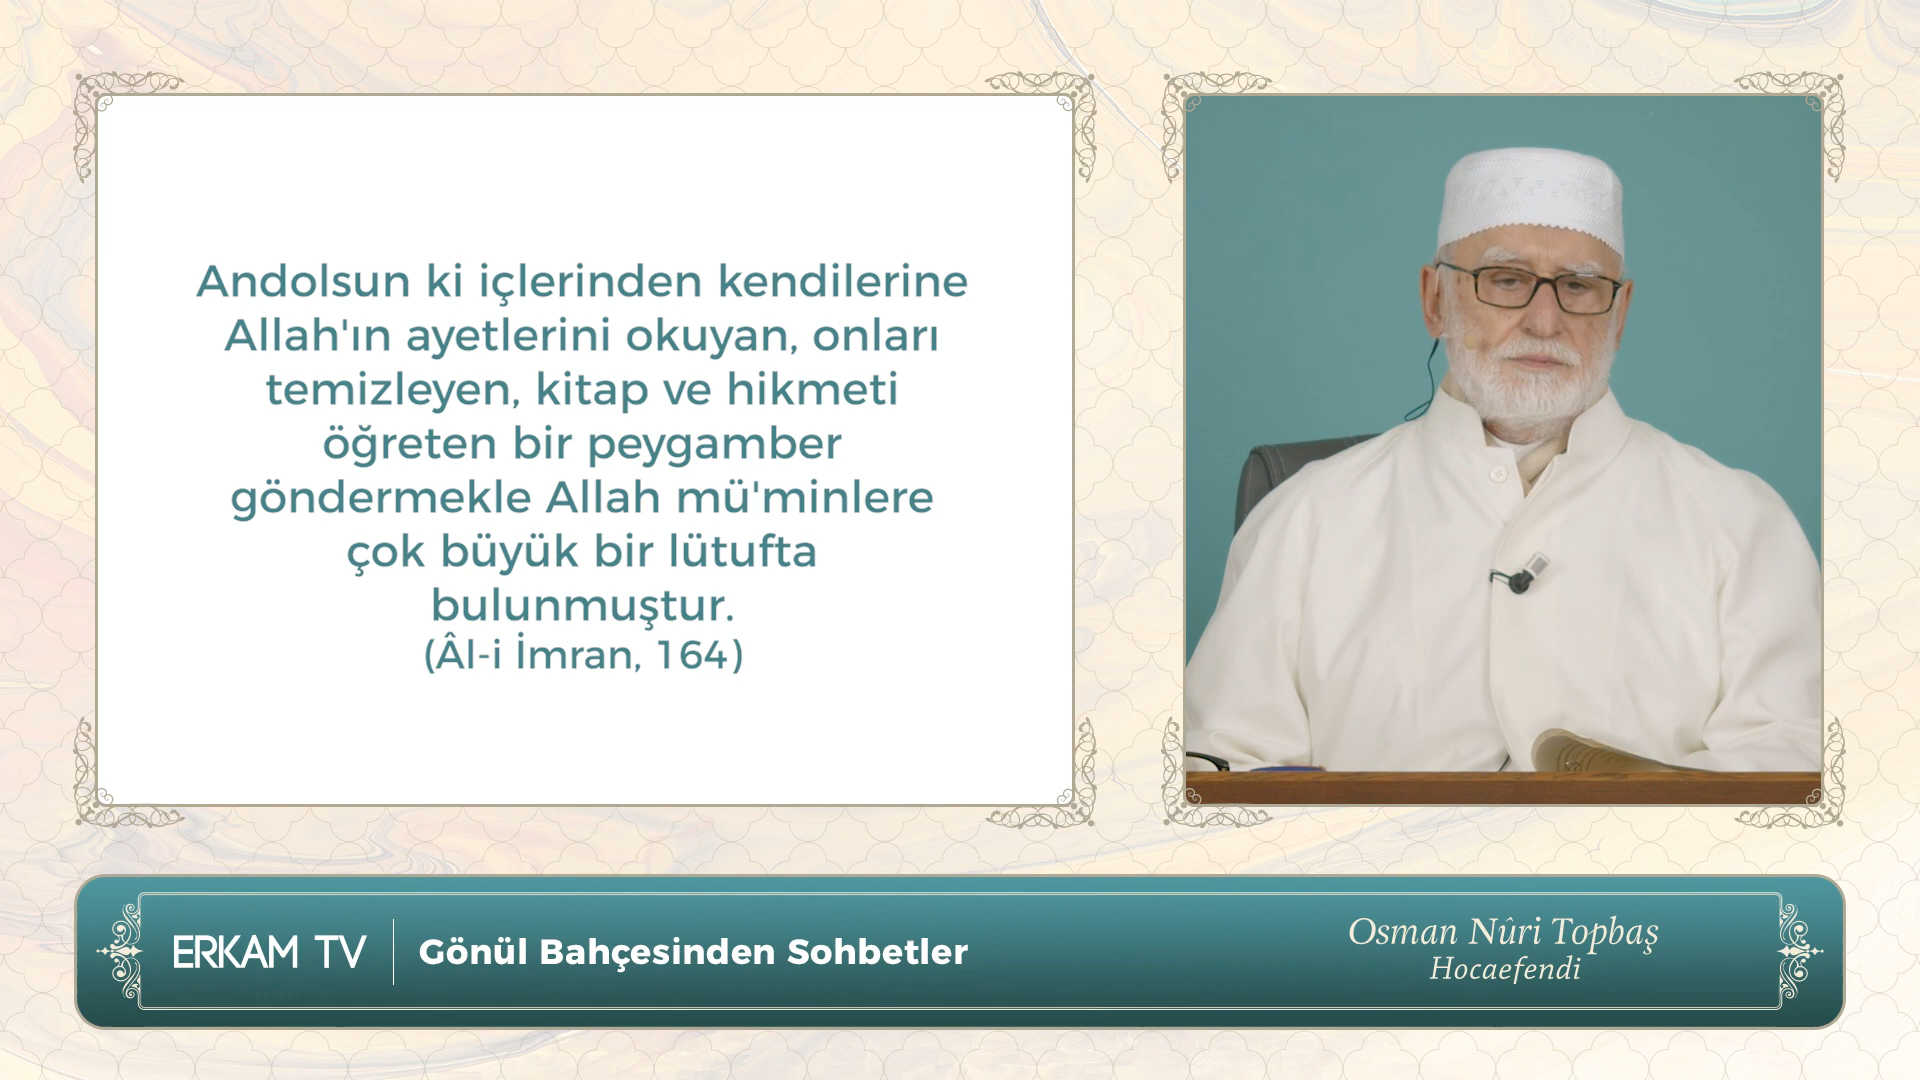 Andolsun ki içlerinden kendilerine
Allah'ın ayetlerini okuyan, onları
temizleyen, kitap ve hikmeti
öğreten bir peygamber
göndermekle Allah mü'minlere
çok büyük bir lütufta
bulunmuştur.
(Âl-i İmran, 164)
ERKAM TV
Gönül Bahçesinden Sohbetler
Osman Nûri Topbaş
Hocaefendi